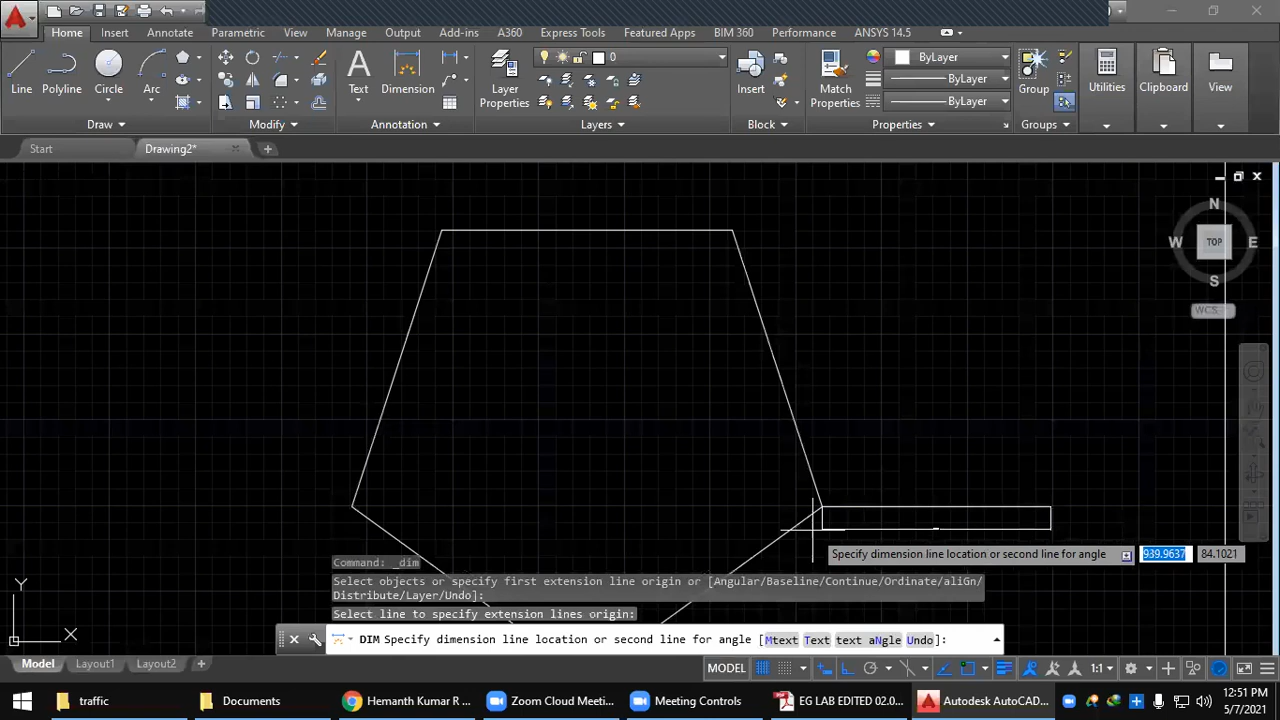 Home Insert Annotate Parametric View Manage Output Add-ins A360 Express Tools Featured Apps BIM 360 Performance ANSYS 14.5
0 ByLayer
ByLayer
ByLayer
Line Polyline Circle Arc Text Dimension Layer Properties Insert Match Properties Group Utilities Clipboard View
Draw Modify Annotation Layers Block Properties Groups
Start Drawing2*
N
W TOP E
S
WCS
Specify dimension line location or second line for angle 939.9637 84.1021
Command: _dim
Select objects or specify first extension line origin or [Angular/Baseline/Continue/Ordinate/aliGn/
Distribute/Layer/Undo]:
Select line to specify extension lines origin:
DIM Specify dimension line location or second line for angle [Mtext Text text aNgle Undo]:
Y
X
Model Layout1 Layout2 + MODEL 1:1
traffic Documents Hemanth Kumar R ... Zoom Cloud Meeti... Meeting Controls EG LAB EDITED 02.0... Autodesk AutoCAD ...
12:51 PM
5/7/2021